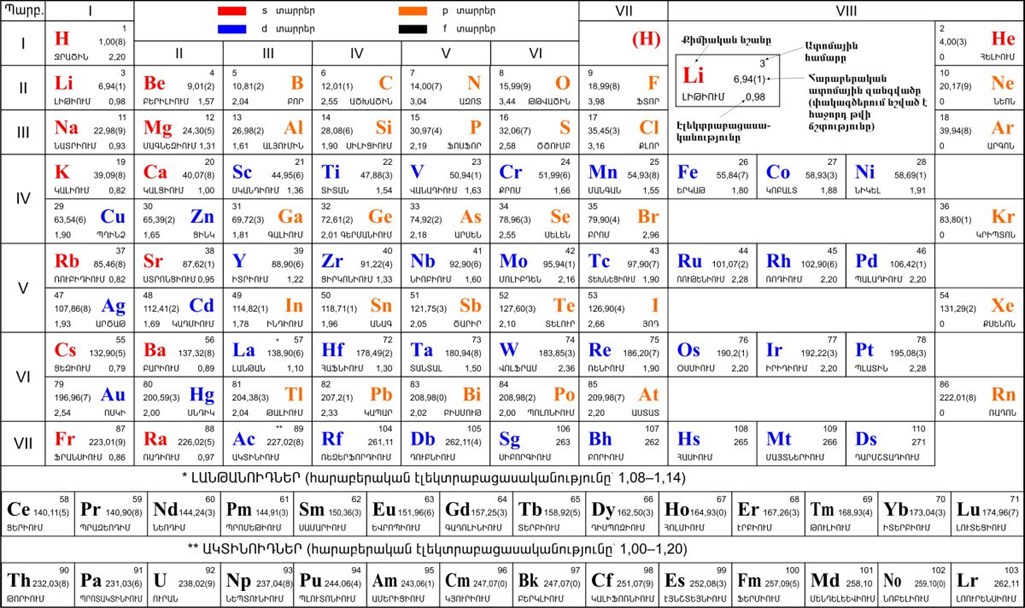 Պարբ. I s տարրեր p տարրեր VII VIII
d տարրեր f տարրեր
II III IV V VI
I H 1 1,00(8) ՋՐԱԾԻՆ 2,20 (H) He 2 4,00(3) 0 ՀԵԼԻՈՒՄ
Քիմիական նշանը
Ատոմային համարը
Li 3 6,94(1) ԼԻԹԻՈՒՄ 0,98
Հարաբերական ատոմային զանգվածը (փակագծերում նշված է հաջորդ թվի ճշրպությունը)
Էլեկտրաբացասա-
կանությունը
II Li 3 6,94(1) ԼԻԹԻՈՒՄ 0,98 Be 4 9,01(2) ԲԵՐԻԼԻՈՒՄ 1,57 B 5 10,81(2) 2,04 ԲՈՐ C 6 12,01(1) 2,55 ԱԾԽԱԾԻՆ N 7 14,00(7) 3,04 ԱԶՈՏ O 8 15,99(9) 3,44 ԹԹՎԱԾԻՆ F 9 18,99(8) 3,98 ՖՏՈՐ Ne 10 20,17(9) 0 ՆԵՈՆ
III Na 11 22,98(9) ՆԱՏՐԻՈՒՄ 0,93 Mg 12 24,30(5) ՄԱԳՆԵԶԻՈՒՄ 1,31 Al 13 26,98(2) 1,61 ԱԼՅՈՒՄԻՆ Si 14 28,08(6) 1,90 ՍԻԼԻՑԻՈՒՄ P 15 30,97(4) 2,19 ՖՈՍՖՈՐ S 16 32,06(7) 2,58 ԾԾՈՒՄԲ Cl 17 35,45(3) 3,16 ՔԼՈՐ Ar 18 39,94(8) 0 ԱՐԳՈՆ
IV K 19 39,09(8) ԿԱԼԻՈՒՄ 0,82 Ca 20 40,07(8) ԿԱԼՑԻՈՒՄ 1,00 Sc 21 44,95(6) ՍԿԱՆԴԻՈՒՄ 1,36 Ti 22 47,88(3) ՏԻՏԱՆ 1,54 V 23 50,94(1) ՎԱՆԱԴԻՈՒՄ 1,63 Cr 24 51,99(6) ՔՐՈՄ 1,66 Mn 25 54,93(8) ՄԱՆԳԱՆ 1,55 Fe 26 55,84(7) ԵՐԿԱԹ 1,80 Co 27 58,93(3) ԿՈԲԱԼՏ 1,88 Ni 28 58,69(1) ՆԻԿԵԼ 1,91
Cu 29 63,54(6) 1,90 ՊՂԻՆՁ Zn 30 65,39(2) 1,65 ՑԻՆԿ Ga 31 69,72(3) 1,81 ԳԱԼԻՈՒՄ Ge 32 72,61(2) 2,01 ԳԵՐՄԱՆԻՈՒՄ As 33 74,92(2) 2,18 ԱՐՍԵՆ Se 34 78,96(3) 2,55 ՍԵԼԵՆ Br 35 79,90(4) ԲՐՈՄ 2,96 Kr 36 83,80(1) 0 ԿՐԻՊՏՈՆ
V Rb 37 85,46(8) ՌՈՒԲԻԴԻՈՒՄ 0,82 Sr 38 87,62(1) ՍՏՐՈՆՑԻՈՒՄ 0,95 Y 39 88,90(6) ԻՏՐԻՈՒՄ 1,22 Zr 40 91,22(4) ՑԻՐԿՈՆԻՈՒՄ 1,33 Nb 41 92,90(6) ՆԻՈԲԻՈՒՄ 1,60 Mo 42 95,94(1) ՄՈԼԻԲԴԵՆ 2,16 Tc 43 97,90(7) ՏԵԽՆԵՑԻՈՒՄ 1,90 Ru 44 101,07(2) ՌՈՒԹԵՆԻՈՒՄ 2,28 Rh 45 102,90(6) ՌՈԴԻՈՒՄ 2,20 Pd 46 106,42(1) ՊԱԼԱԴԻՈՒՄ 2,20
Ag 47 107,86(8) 1,93 ԱՐԾԱԹ Cd 48 112,41(2) 1,69 ԿԱԴՄԻՈՒՄ In 49 114,82(1) 1,78 ԻՆԴԻՈՒՄ Sn 50 118,71(1) 1,96 ԱՆԱԳ Sb 51 121,75(3) 2,05 ԾԱՐԻՐ Te 52 127,60(3) 2,10 ՏԵԼՈՒՐ I 53 126,90(4) 2,66 ՅՈԴ Xe 54 131,29(2) 0 ՔՍԵՆՈՆ
VI Cs 55 132,90(5) ՑԵԶԻՈՒՄ 0,79 Ba 56 137,32(8) ԲԱՐԻՈՒՄ 0,89 La * 57 138,90(6) ԼԱՆԹԱՆ 1,10 Hf 72 178,49(2) ՀԱՖՆԻՈՒՄ 1,30 Ta 73 180,94(8) ՏԱՆՏԱԼ 1,50 W 74 183,85(3) ՎՈԼՖՐԱՄ 2,36 Re 75 186,20(7) ՌԵՆԻՈՒՄ 1,90 Os 76 190,2(1) ՕՍՄԻՈՒՄ 2,20 Ir 77 192,22(3) ԻՐԻԴԻՈՒՄ 2,20 Pt 78 195,08(3) ՊԼԱՏԻՆ 2,28
Au 79 196,96(7) 2,54 ՈՍԿԻ Hg 80 200,59(3) 2,00 ՍՆԴԻԿ Tl 81 204,38(3) 2,04 ԹԱԼԻՈՒՄ Pb 82 207,2(1) 2,33 ԿԱՊԱՐ Bi 83 208,98(0) 2,02 ԲԻՍՄՈՒԹ Po 84 208,98(2) 2,00 ՊՈԼՈՆԻՈՒՄ At 85 209,98(7) 2,20 ԱՍՏԱՏ Rn 86 222,01(8) 0 ՌԱԴՈՆ
VII Fr 87 223,01(9) ՖՐԱՆՍԻՈՒՄ 0,86 Ra 88 226,02(5) ՌԱԴԻՈՒՄ 0,97 Ac ** 89 227,02(8) ԱԿՏԻՆԻՈՒՄ Rf 104 261,11 ՌԵԶԵՐՖՈՐԴԻՈՒՄ Db 105 262,11(4) ԴՈՒԲՆԻՈՒՄ Sg 106 263 ՍԻԲՈՐԳԻՈՒՄ Bh 107 262 ԲՈՐԻՈՒՄ Hs 108 265 ՀԱՍԻՈՒՄ Mt 109 266 ՄԱՅՏՆԵՐԻՈՒՄ Ds 110 271 ԴԱՐՄՇՏԱԴԻՈՒՄ
* ԼԱՆԹԱՆՈՒԴՆԵՐ (հարաբերական էլեկտրաբացասականությունը՝ 1,08–1,14)
Ce 58 140,11(5) ՑԵՐԻՈՒՄ Pr 59 140,90(8) ՊՐԱԶԵՈԴԻՄ Nd 60 144,24(3) ՆԵՈԴԻՄ Pm 61 144,91(3) ՊՐՈՄԵԹԻՈՒՄ Sm 62 150,36(3) ՍԱՄԱՐԻՈՒՄ Eu 63 151,96(6) ԵՎՐՈՊԻՈՒՄ Gd 64 157,25(3) ԳԱԴՈԼԻՆԻՈՒՄ Tb 65 158,92(5) ՏԵՐԲԻՈՒՄ Dy 66 162,50(3) ԴԻՍՊՐՈԶԻՈՒՄ Ho 67 164,93(0) ՀՈԼՄԻՈՒՄ Er 68 167,26(3) ԷՐԲԻՈՒՄ Tm 69 168,93(4) ԹՈՒԼԻՈՒՄ Yb 70 173,04(3) ԻՏԵՐԲԻՈՒՄ Lu 71 174,96(7) ԼՈՒՏԵՑԻՈՒՄ
** ԱԿՏԻՆՈՒԴՆԵՐ (հարաբերական էլեկտրաբացասականությունը՝ 1,00–1,20)
Th 90 232,03(8) ԹՈՐԻՈՒՄ Pa 91 231,03(6) ՊՐՈՏԱԿՏԻՆԻՈՒՄ U 92 238,02(9) ՈՒՐԱՆ Np 93 237,04(8) ՆԵՊՏՈՒՆԻՈՒՄ Pu 94 244,06(4) ՊԼՈՒՏՈՆԻՈՒՄ Am 95 243,06(1) ԱՄԵՐԻՑԻՈՒՄ Cm 96 247,07(0) ԿՅՈՒՐԻՈՒՄ Bk 97 247,07(0) ԲԵՐԿԼԻՈՒՄ Cf 98 251,07(9) ԿԱԼԻՖՈՌՆԻՈՒՄ Es 99 252,08(3) ԷՅՆՇՏԵՅՆԻՈՒՄ Fm 100 257,09(5) ՖԵՐՄԻՈՒՄ Md 101 258,10 ՄԵՆԴԵԼԵԵՎԻՈՒՄ No 102 259,10(0) ՆՈԲԵԼԻՈՒՄ Lr 103 262,11 ԼՈՈՒՐԵՆՍԻՈՒՄ